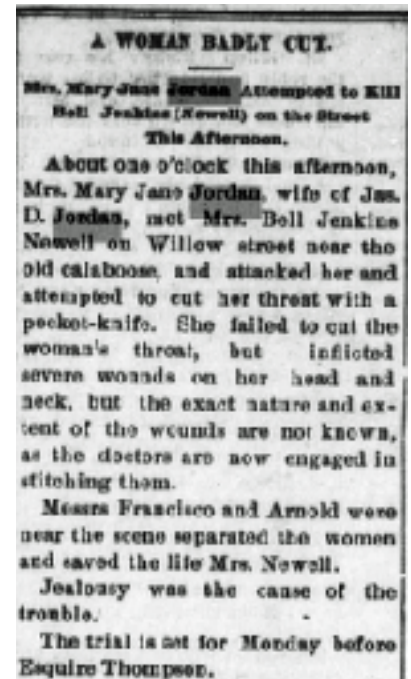 A WOMAN BADLY CUT.
Mrs. Mary Jane Jordan Attempted to Kill
Bell Jenkins (Newell) on the Street
This Afternoon.
About one o'clock this afternoon,
Mrs. Mary Jane Jordan, wife of Jas.
D. Jordan, met Mrs. Bell Jenkins
Newell on Willow street near the
old calaboose, and attacked her and
attempted to cut her throat with a
pocket-knife. She failed to cut the
woman's throat, but inflicted
severe wounds on her head and
neck, but the exact nature and ex-
tent of the wounds are not known,
as the doctors are now engaged in
stitching them.
Messrs Francisco and Arnold were
near the scene separated the women
and saved the life Mrs. Newell.
Jealousy was the cause of the
trouble.
The trial is set for Monday before
Esquire Thompson.